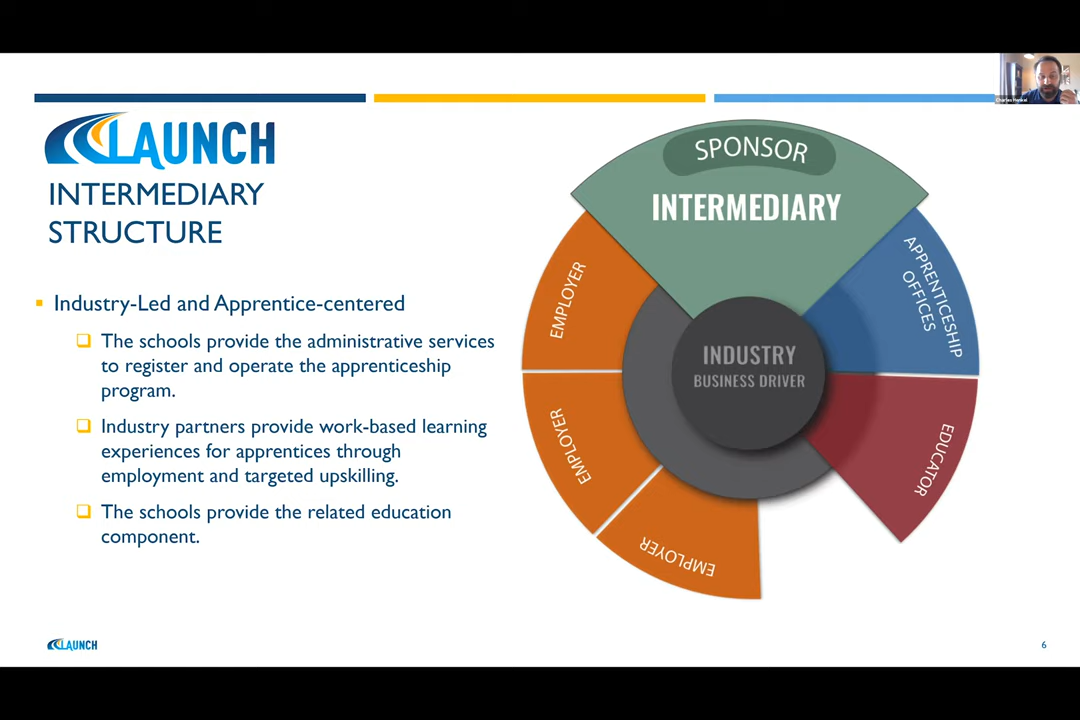 LAUNCH
INTERMEDIARY
STRUCTURE
Industry-Led and Apprentice-centered
The schools provide the administrative services
to register and operate the apprenticeship
program.
Industry partners provide work-based learning
experiences for apprentices through
employment and targeted upskilling.
The schools provide the related education
component.
SPONSOR
INTERMEDIARY
APPRENTICESHIP
OFFICES
EDUCATOR
EMPLOYER
EMPLOYER
EMPLOYER
INDUSTRY
BUSINESS DRIVER
LAUNCH
6
Charles Henkel